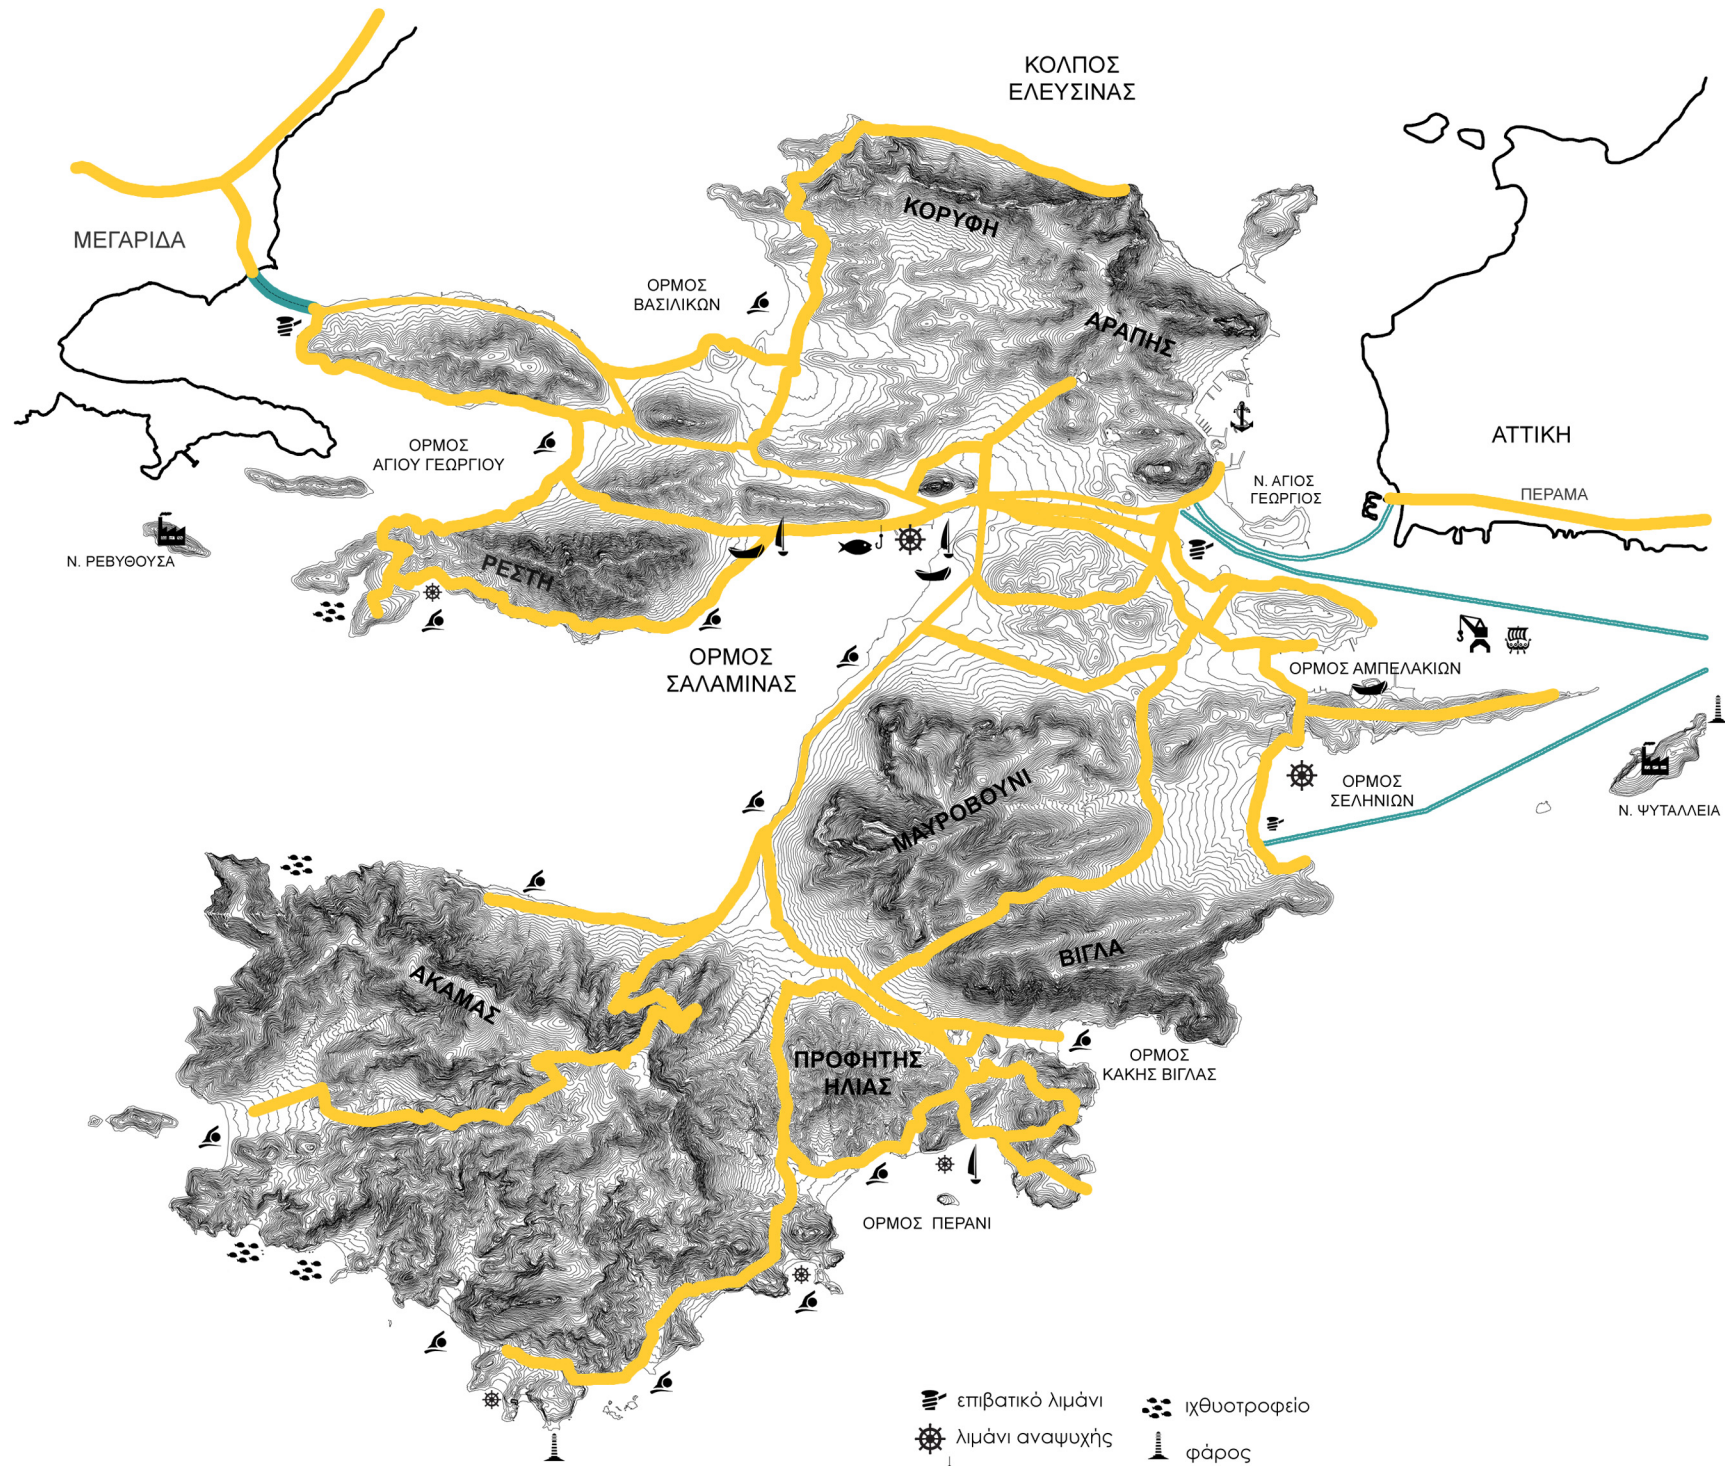 ΚΟΛΠΟΣ
ΕΛΕΥΣΙΝΑΣ
ΜΕΓΑΡΙΔΑ
ΚΟΡΥΦΗ
ΟΡΜΟΣ
ΒΑΣΙΛΙΚΩΝ
ΑΡΑΠΗΣ
ΟΡΜΟΣ
ΑΓΙΟΥ ΓΕΩΡΓΙΟΥ
ΑΤΤΙΚΗ
Ν. ΑΓΙΟΣ
ΓΕΩΡΓΙΟΣ
ΠΕΡΑΜΑ
Ν. ΡΕΒΥΘΟΥΣΑ
ΡΕΣΤΗ
ΟΡΜΟΣ
ΣΑΛΑΜΙΝΑΣ
ΟΡΜΟΣ ΑΜΠΕΛΑΚΙΩΝ
ΜΑΥΡΟΒΟΥΝΙ
ΟΡΜΟΣ
ΣΕΛΗΝΙΩΝ
Ν. ΨΥΤΑΛΛΕΙΑ
ΒΙΓΛΑ
ΑΚΑΜΑΣ
ΠΡΟΦΗΤΗΣ
ΗΛΙΑΣ
ΟΡΜΟΣ
ΚΑΚΗΣ ΒΙΓΛΑΣ
ΟΡΜΟΣ ΠΕΡΑΝΙ
επιβατικό λιμάνι
ιχθυοτροφείο
λιμάνι αναψυχής
φάρος